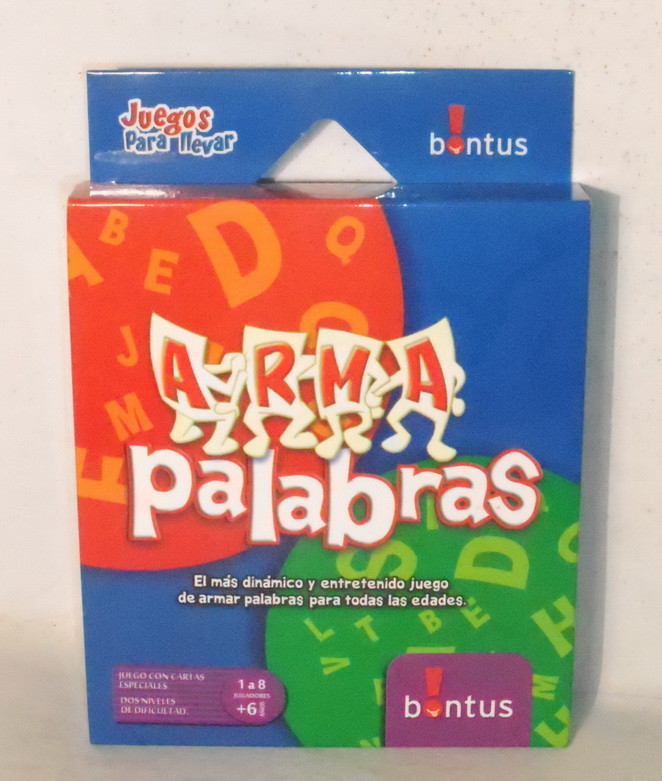 Juegos
Para llevar
bontus
ARMA
palabras
El más dinámico y entretenido juego
de armar palabras para todas las edades.
JUEGO CON CARTAS
ESPECIALES
DOS NIVELES
DE DIFICULTAD.
1 a 8
JUGADORES
+6 AÑOS
bontus